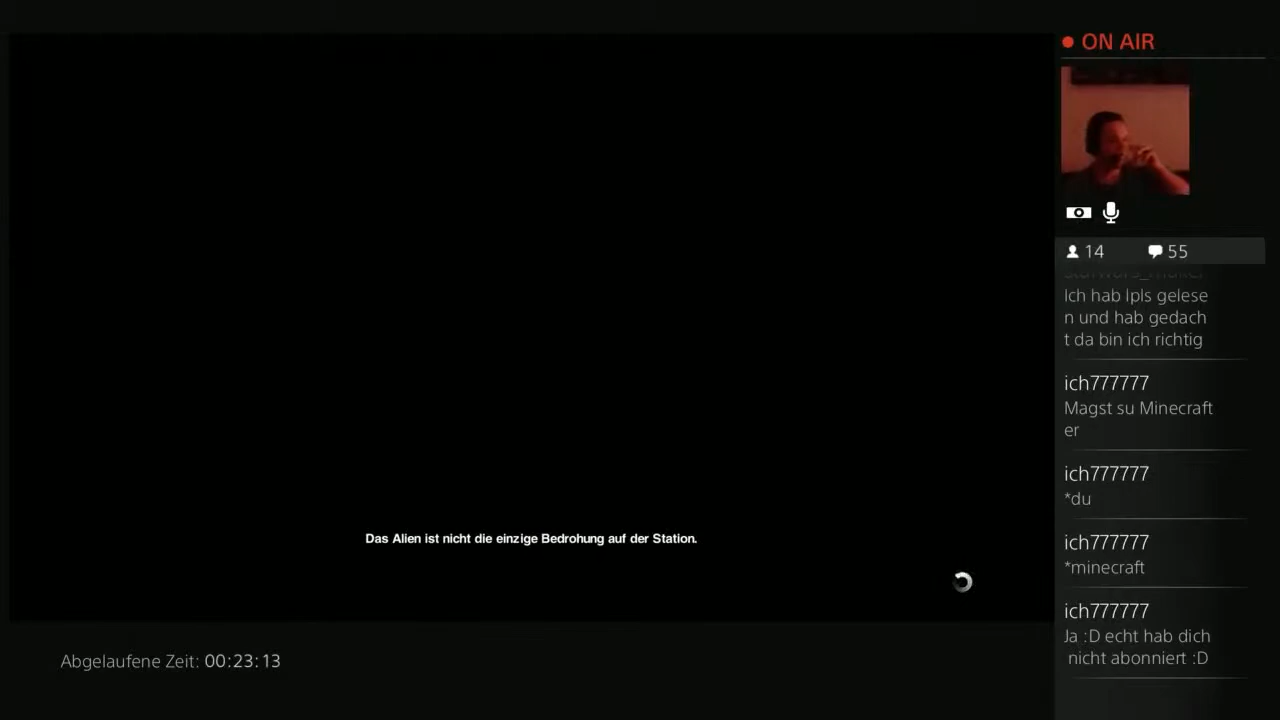 ON AIR
14 55
Ich hab lpls gelese
n und hab gedach
t da bin ich richtig
ich777777
Magst su Minecraft
er
ich777777
*du
ich777777
*minecraft
ich777777
Ja :D echt hab dich
nicht abonniert :D
Das Alien ist nicht die einzige Bedrohung auf der Station.
Abgelaufene Zeit: 00:23:13